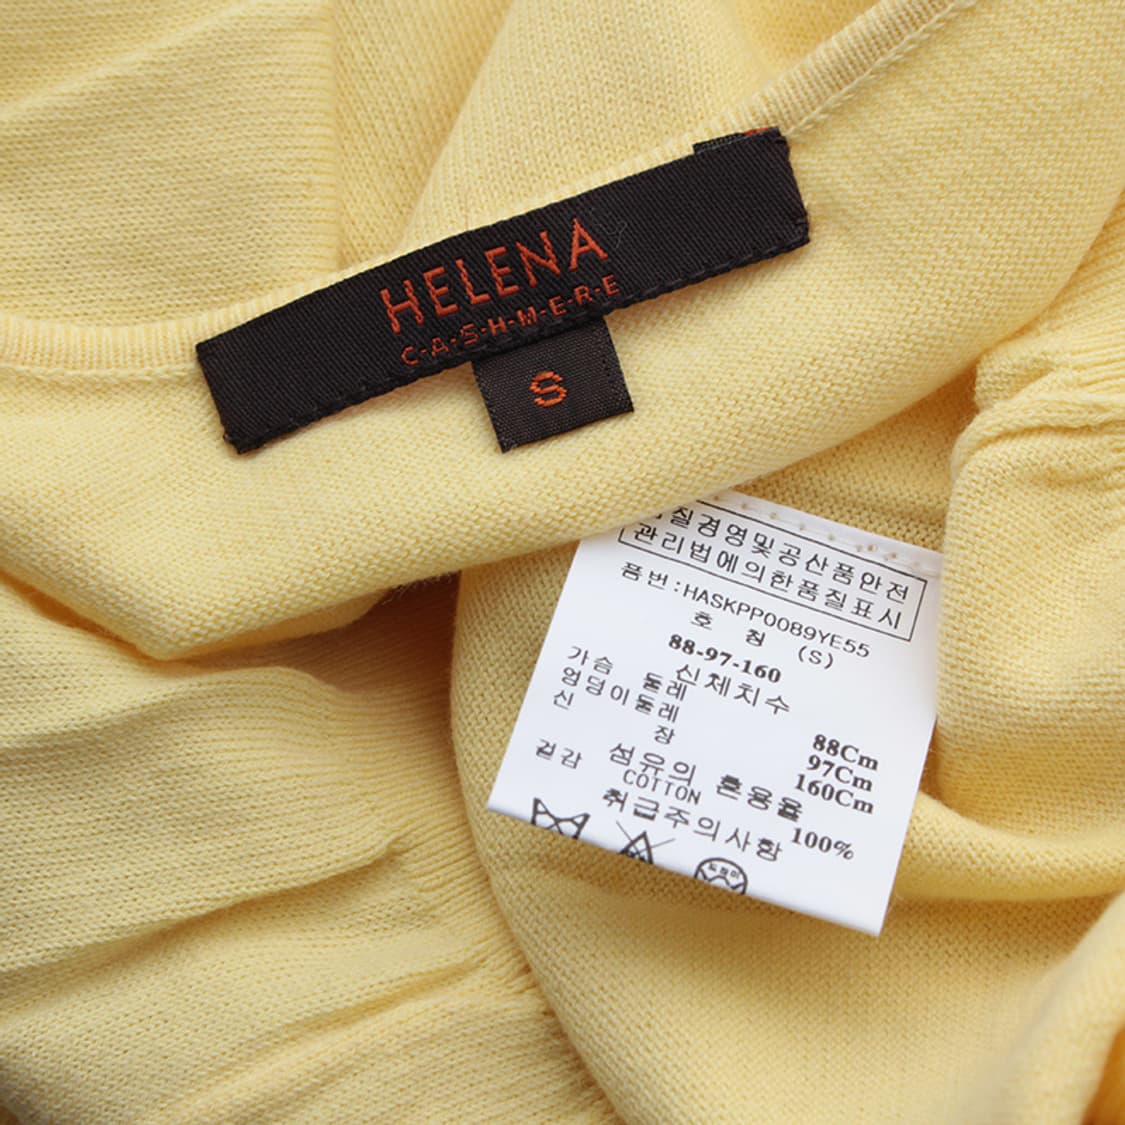 HELENA
C-A-S-H-M-E-R-E
S
질경영및공산품안전
관리법에의한품질표시
품번:HASKPP0089YE55
호 칭 (S)
88-97-160
신체치수
가슴 둘레 88Cm
엉덩이둘레 97Cm
신 장 160Cm
섬유의 혼용율
겉감 COTTON 100%
취급주의사항